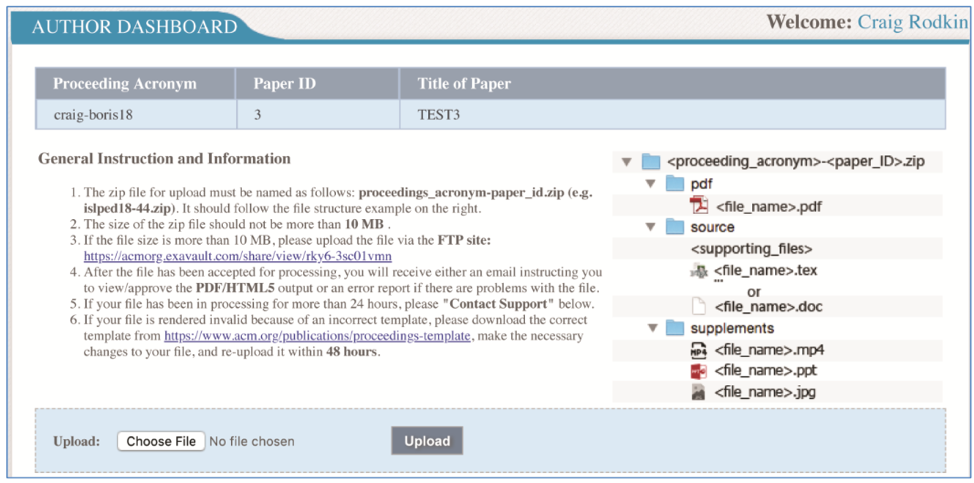 AUTHOR DASHBOARD
Welcome: Craig Rodkin
Proceeding Acronym Paper ID Title of Paper
craig-boris18 3 TEST3
General Instruction and Information
1. The zip file for upload must be named as follows: proceedings_acronym-paper_id.zip (e.g.
islped18-44.zip). It should follow the file structure example on the right.
2. The size of the zip file should not be more than 10 MB .
3. If the file size is more than 10 MB, please upload the file via the FTP site:
https://acmorg.exavault.com/share/view/rky6-3sc01vmn
4. After the file has been accepted for processing, you will receive either an email instructing you
to view/approve the PDF/HTML5 output or an error report if there are problems with the file.
5. If your file has been in processing for more than 24 hours, please "Contact Support" below.
6. If your file is rendered invalid because of an incorrect template, please download the correct
template from https://www.acm.org/publications/proceedings-template, make the necessary
changes to your file, and re-upload it within 48 hours.
<proceeding_acronym>-<paper_ID>.zip
pdf
<file_name>.pdf
source
<supporting_files>
<file_name>.tex
...
or
<file_name>.doc
supplements
MP4 <file_name>.mp4
<file_name>.ppt
<file_name>.jpg
Upload: Choose File No file chosen Upload